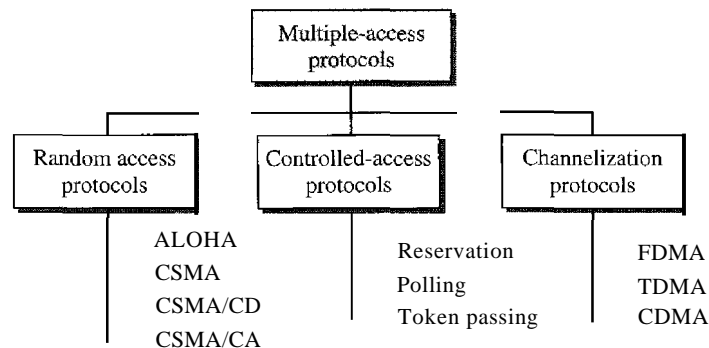 Multiple-access
protocols
Random access
protocols
Controlled-access
protocols
Channelization
protocols
ALOHA
CSMA
CSMA/CD
CSMA/CA
Reservation
Polling
Token passing
FDMA
TDMA
CDMA